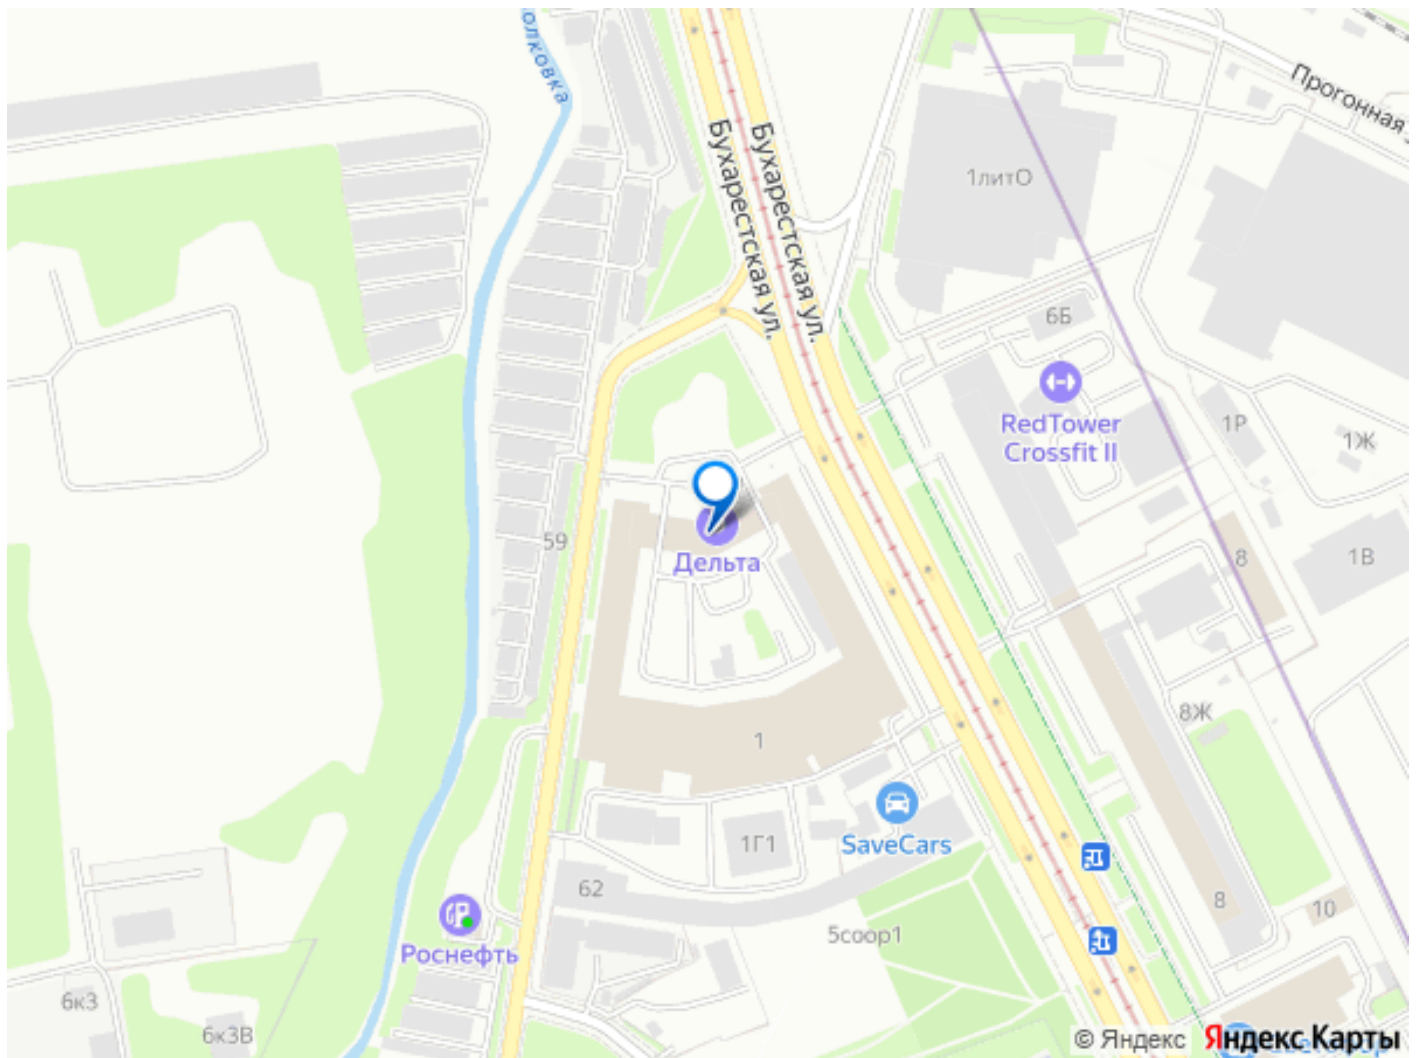 олковка
Бухарестская ул.
Бухарестская ул.
Прогонная у
1литО
6Б
RedTower
Crossfit II
1Р
1Ж
59
Дельта
8
1В
8Ж
1
SaveCars
1Г1
62
8
10
5соор1
Роснефть
6к3
6к3В
© Яндекс Яндекс Карты